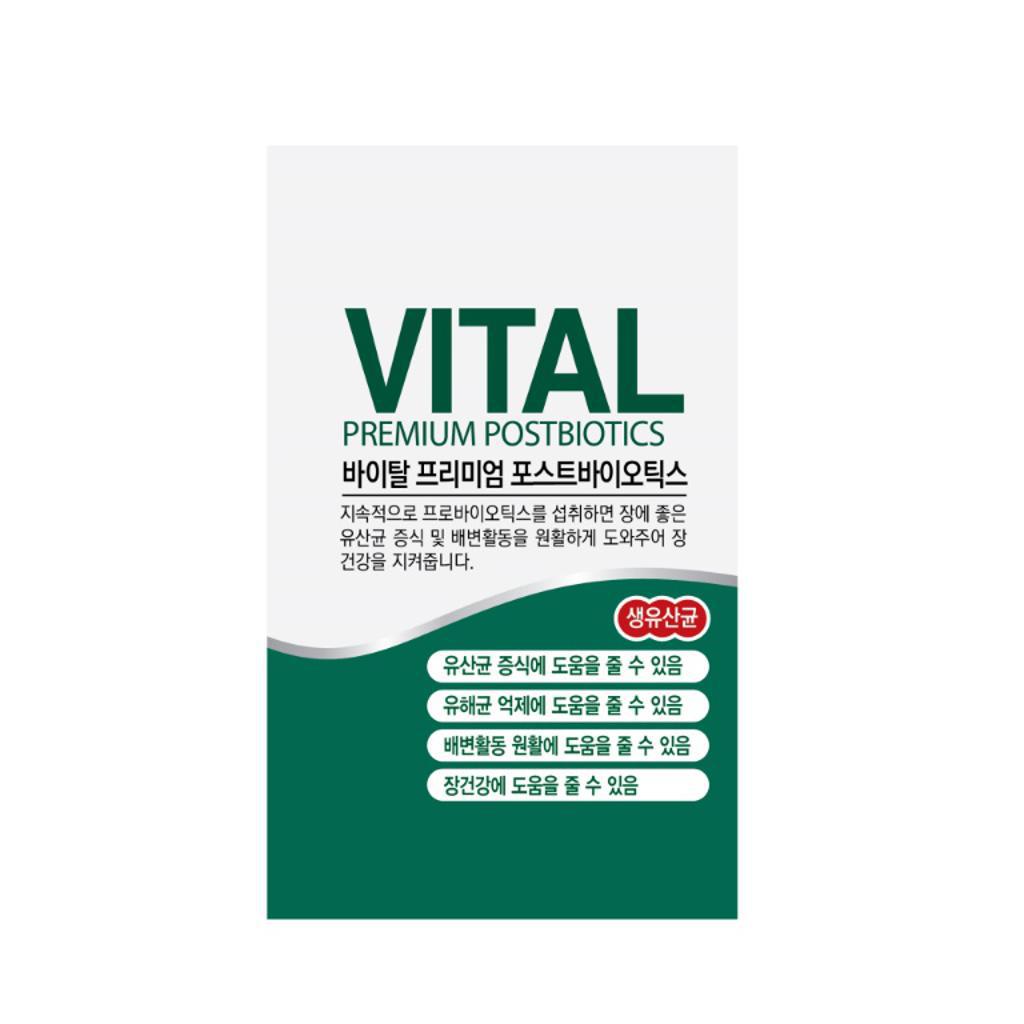 VITAL
PREMIUM POSTBIOTICS
바이탈 프리미엄 포스트바이오틱스
지속적으로 프로바이오틱스를 섭취하면 장에 좋은
유산균 증식 및 배변활동을 원활하게 도와주어 장
건강을 지켜줍니다.
생유산균
유산균 증식에 도움을 줄 수 있음
유해균 억제에 도움을 줄 수 있음
배변활동 원활에 도움을 줄 수 있음
장건강에 도움을 줄 수 있음